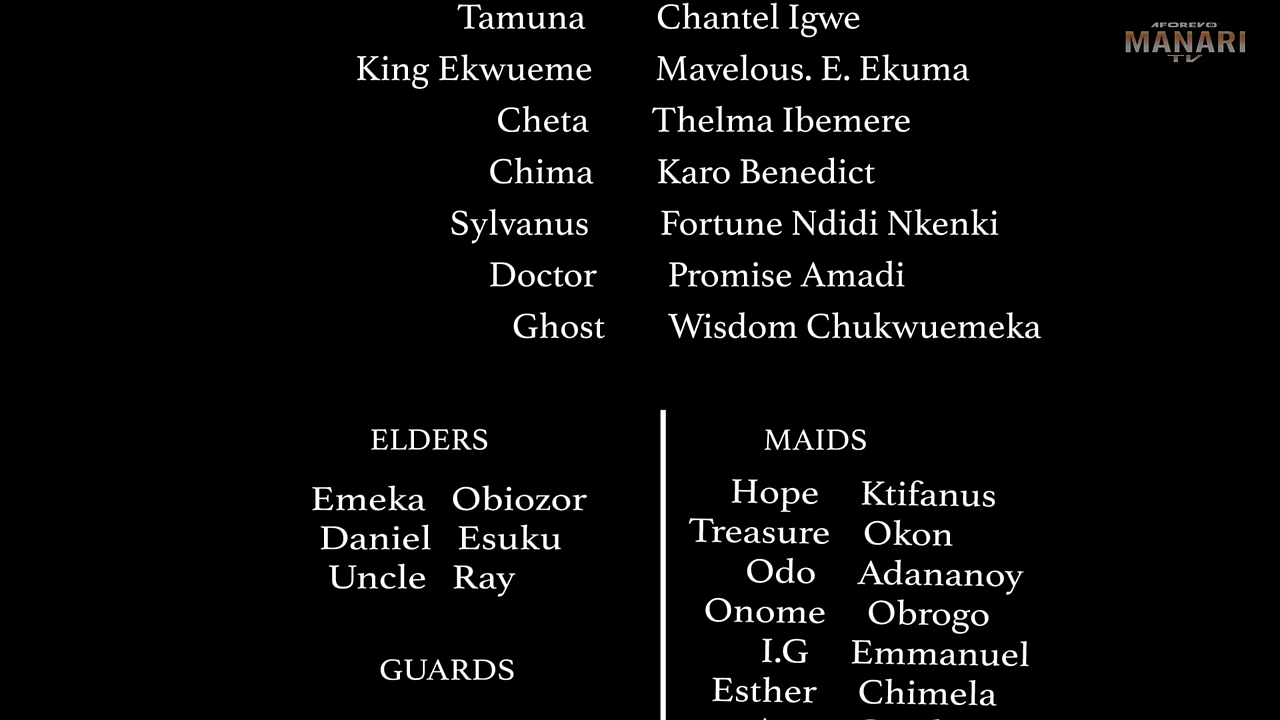 Tamuna Chantel Igwe
King Ekwueme Mavelous. E. Ekuma
Cheta Thelma Ibemere
Chima Karo Benedict
Sylvanus Fortune Ndidi Nkenki
Doctor Promise Amadi
Ghost Wisdom Chukwuemeka
AFOREVO
MANARI
TV
ELDERS
Emeka Obiozor
Daniel Esuku
Uncle Ray
GUARDS
MAIDS
Hope Ktifanus
Treasure Okon
Odo Adananoy
Onome Obrogo
I.G Emmanuel
Esther Chimela